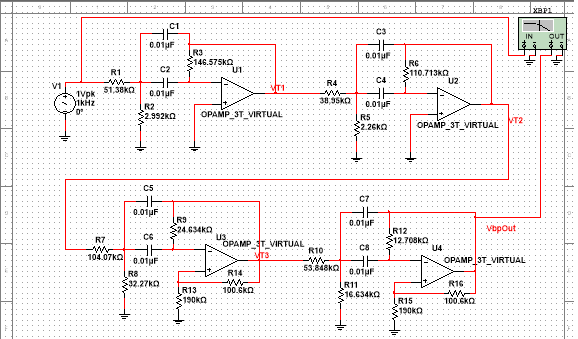 XBP1
IN OUT
C1
0.01µF
R3
146.575kΩ
R1
51.38kΩ
C2
0.01µF
U1
V1
1Vpk
1kHz
0°
R2
2.992kΩ
OPAMP_3T_VIRTUAL
VT1
C3
0.01µF
R6
110.713kΩ
R4
38.95kΩ
C4
0.01µF
U2
R5
2.26kΩ
OPAMP_3T_VIRTUAL
VT2
C5
0.01µF
R9
24.634kΩ
R7
104.07kΩ
C6
0.01µF
U3
OPAMP_3T_VIRTUAL
VT3
R8
32.27kΩ
R14
100.6kΩ
R13
190kΩ
C7
0.01µF
VbpOut
R12
12.708kΩ
R10
53.848kΩ
C8
0.01µF
U4
OPAMP_3T_VIRTUAL
R11
16.634kΩ
R16
100.6kΩ
R15
190kΩ